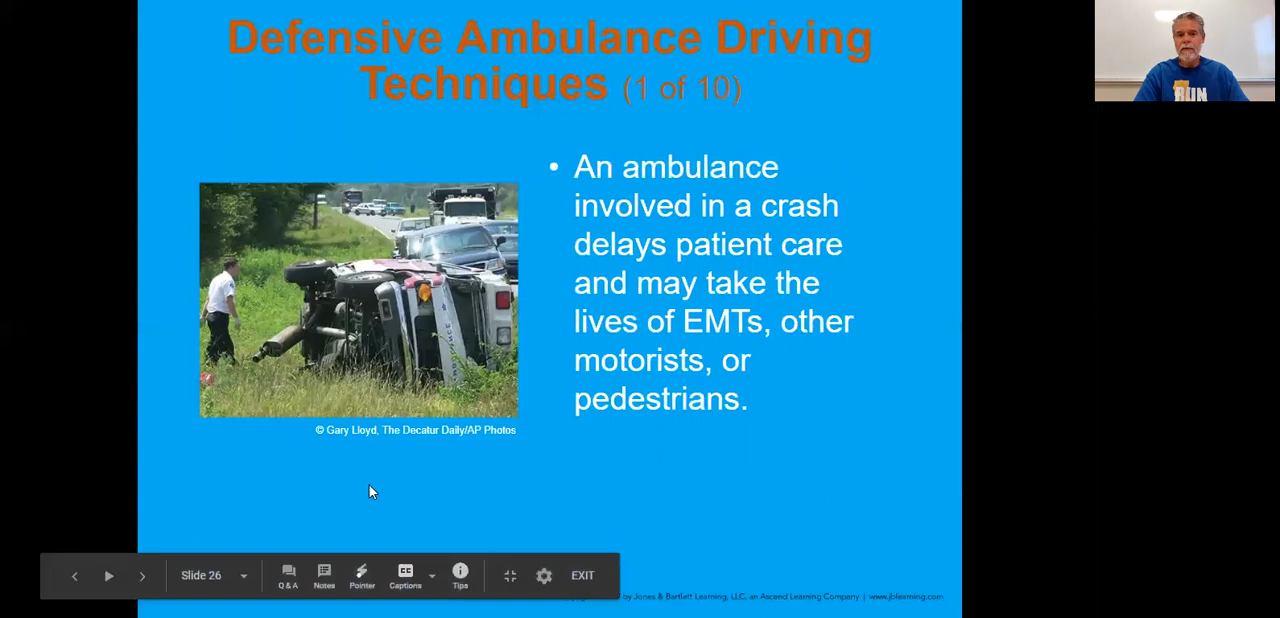 Defensive Ambulance Driving
Techniques (1 of 10)
• An ambulance
involved in a crash
delays patient care
and may take the
lives of EMTs, other
motorists, or
pedestrians.
© Gary Lloyd, The Decatur Daily/AP Photos
RUN
Slide 26
Q & A
Notes
Pointer
CC
Captions
Tips
EXIT
by Jones & Bartlett Learning, LLC, an Ascend Learning Company | www.jblearning.com